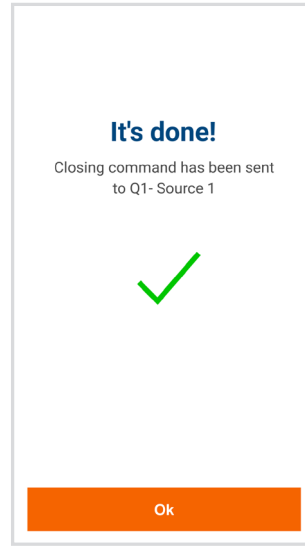 It's done!
Closing command has been sent
to Q1- Source 1
Ok